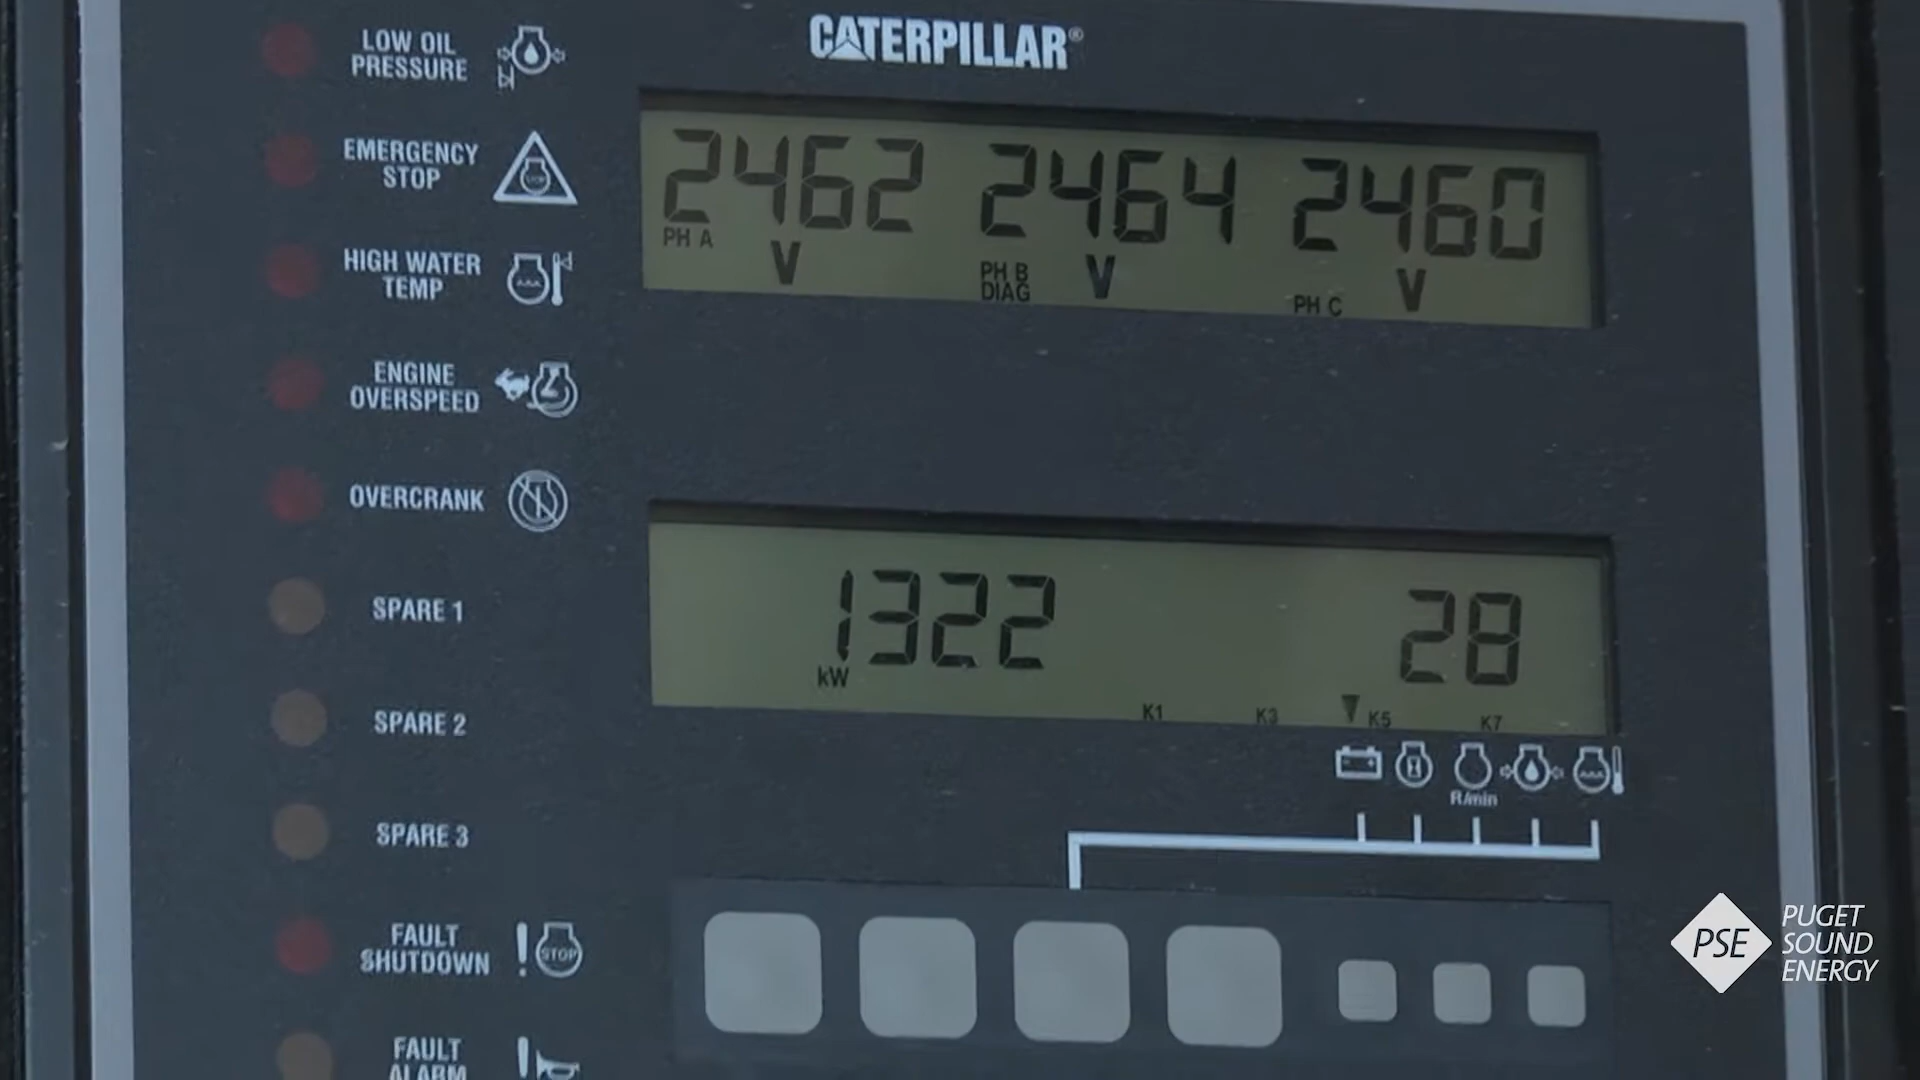 CATERPILLAR®
LOW OIL
PRESSURE
EMERGENCY
STOP
STOP
HIGH WATER
TEMP
ENGINE
OVERSPEED
OVERCRANK
SPARE 1
SPARE 2
SPARE 3
FAULT
SHUTDOWN
STOP
FAULT
ALARM
2462 2464 2460
PH A V PH B V PH C V
DIAG
1322 28
kW
K1 K3 K5 K7
R/min
PSE
PUGET
SOUND
ENERGY